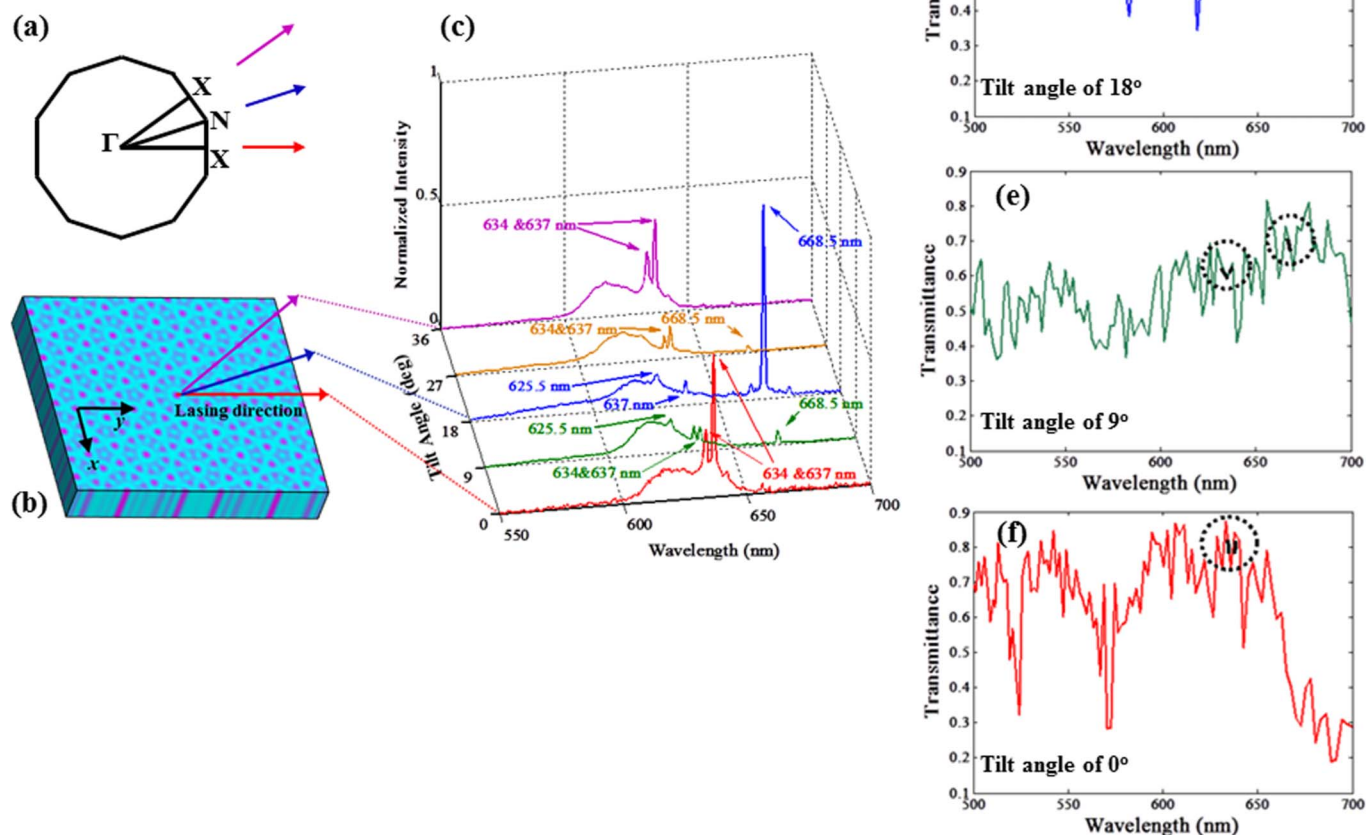 (a)
X
N
Γ
X
(b)
Lasing direction
y
x
(c)
1
0.5
0
Normalized Intensity
36
27
18
9
0
Tilt Angle (deg)
550
600
650
700
Wavelength (nm)
634 &637 nm
668.5 nm
634&637 nm
668.5 nm
625.5 nm
637 nm
668.5 nm
625.5 nm
634&637 nm
634 &637 nm
0.4
0.3
0.2
0.1
Tilt angle of 18°
500
550
600
650
700
Wavelength (nm)
(e)
0.9
0.8
0.7
0.6
0.5
0.4
0.3
0.2
0.1
Transmittance
Tilt angle of 9°
500
550
600
650
700
Wavelength (nm)
(f)
0.9
0.8
0.7
0.6
0.5
0.4
0.3
0.2
0.1
Transmittance
Tilt angle of 0°
500
550
600
650
700
Wavelength (nm)